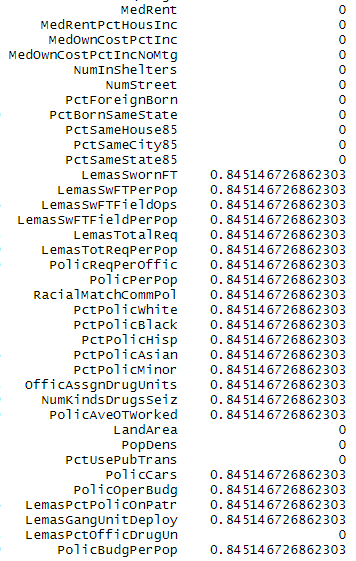 MedRent 0
MedRentPctHousInc 0
MedOwnCostPctInc 0
MedOwnCostPctIncNoMtg 0
NumInShelters 0
NumStreet 0
PctForeignBorn 0
PctBornSameState 0
PctSameHouse85 0
PctSameCity85 0
PctSameState85 0
LemasSwornFT 0.845146726862303
LemasSwFTPerPop 0.845146726862303
LemasSwFTFieldOps 0.845146726862303
LemasSwFTFieldPerPop 0.845146726862303
LemasTotalReq 0.845146726862303
LemasTotReqPerPop 0.845146726862303
PolicReqPerOffic 0.845146726862303
PolicPerPop 0.845146726862303
RacialMatchCommPol 0.845146726862303
PctPolicWhite 0.845146726862303
PctPolicBlack 0.845146726862303
PctPolicHisp 0.845146726862303
PctPolicAsian 0.845146726862303
PctPolicMinor 0.845146726862303
OfficAssgnDrugUnits 0.845146726862303
NumKindsDrugsSeiz 0.845146726862303
PolicAveOTWorked 0.845146726862303
LandArea 0
PopDens 0
PctUsePubTrans 0
PolicCars 0.845146726862303
PolicOperBudg 0.845146726862303
LemasPctPolicOnPatr 0.845146726862303
LemasGangUnitDeploy 0.845146726862303
LemasPctOfficDrugUn 0
PolicBudgPerPop 0.845146726862303